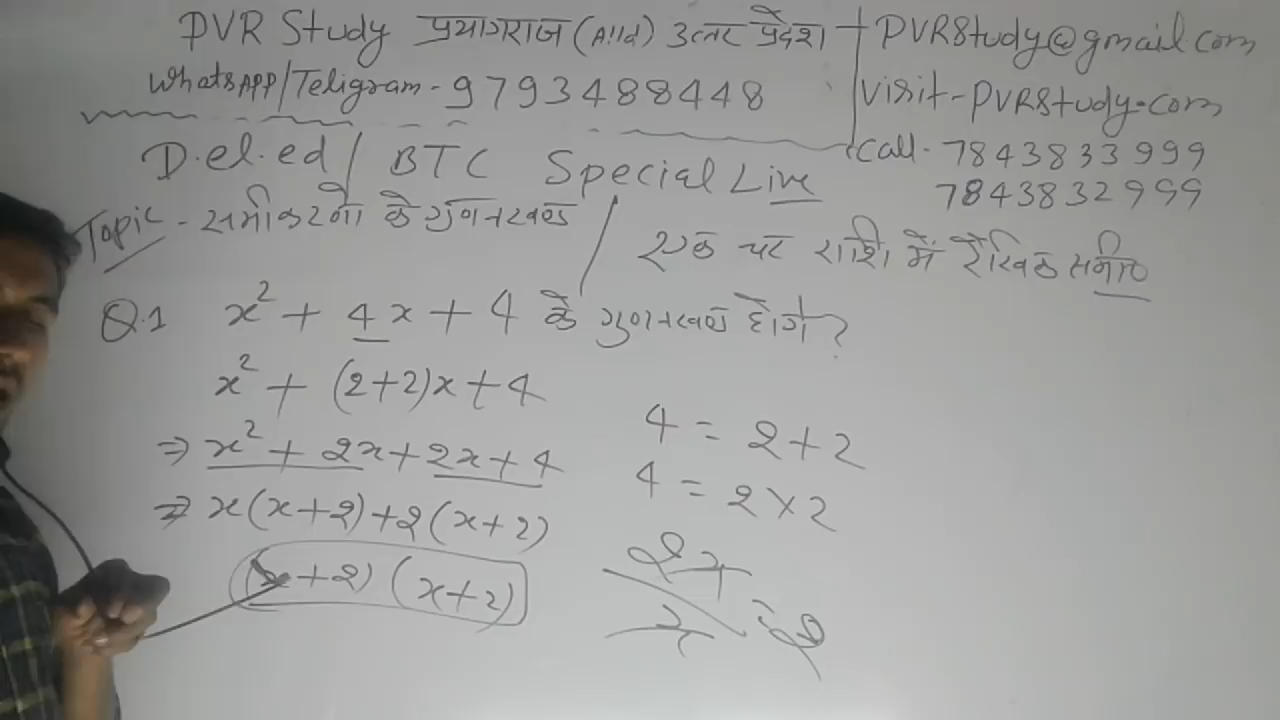 PVR Study प्रयागराज (Alld) उत्तर प्रदेश
WhatsAPP/Teligram - 9793488448
PVRStudy@gmail.com
visit-PVRStudy.com
call - 7843833999
7843832999
D.el.ed / BTC Special Live
Topic - समीकरणो के गुणनखण्ड / एक चर राशि में रैखिक समी०
Q.1 x² + 4x + 4 के गुणनखण्ड होगें?
x² + (2+2)x + 4
⇒ x² + 2x + 2x + 4
⇒ x(x+2)+2(x+2)
(x+2) (x+2)
4 = 2+2
4 = 2×2